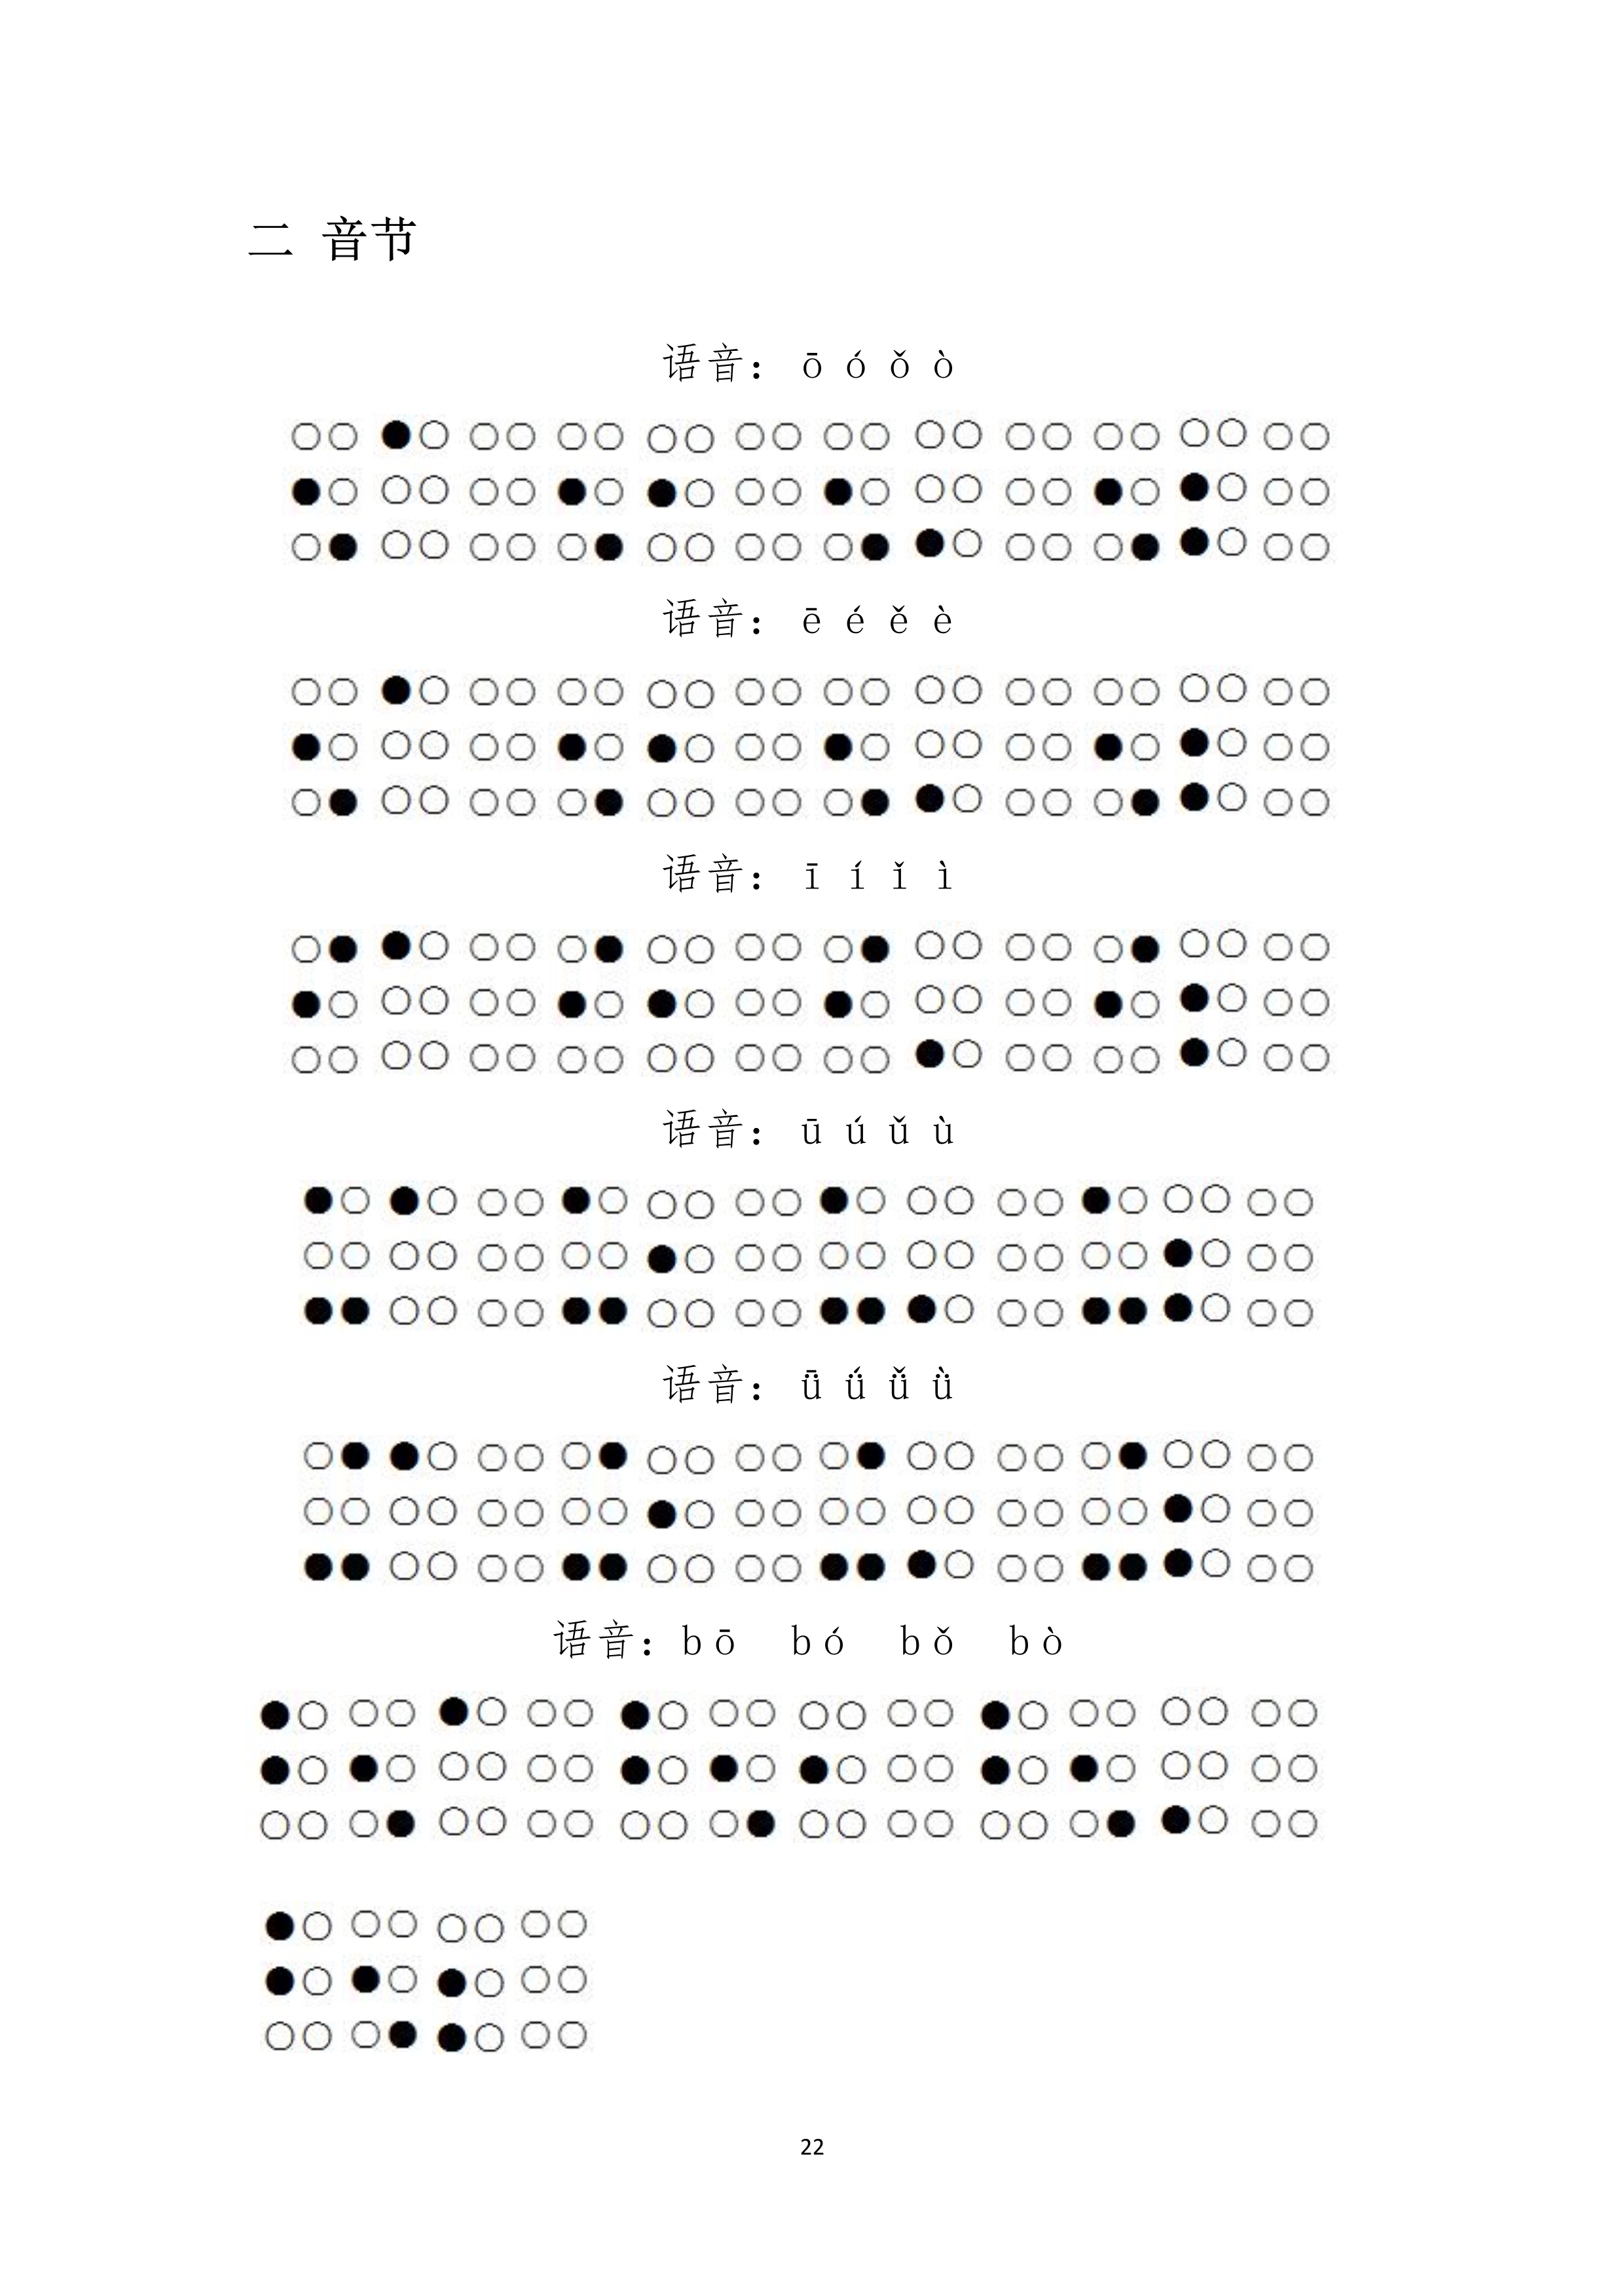 二 音节
语音：ō ó ǒ ò
语音：ē é ě è
语音：ī í ǐ ì
语音：ū ú ǔ ù
语音：ǖ ǘ ǚ ǜ
语音：bō bó bǒ bò
22